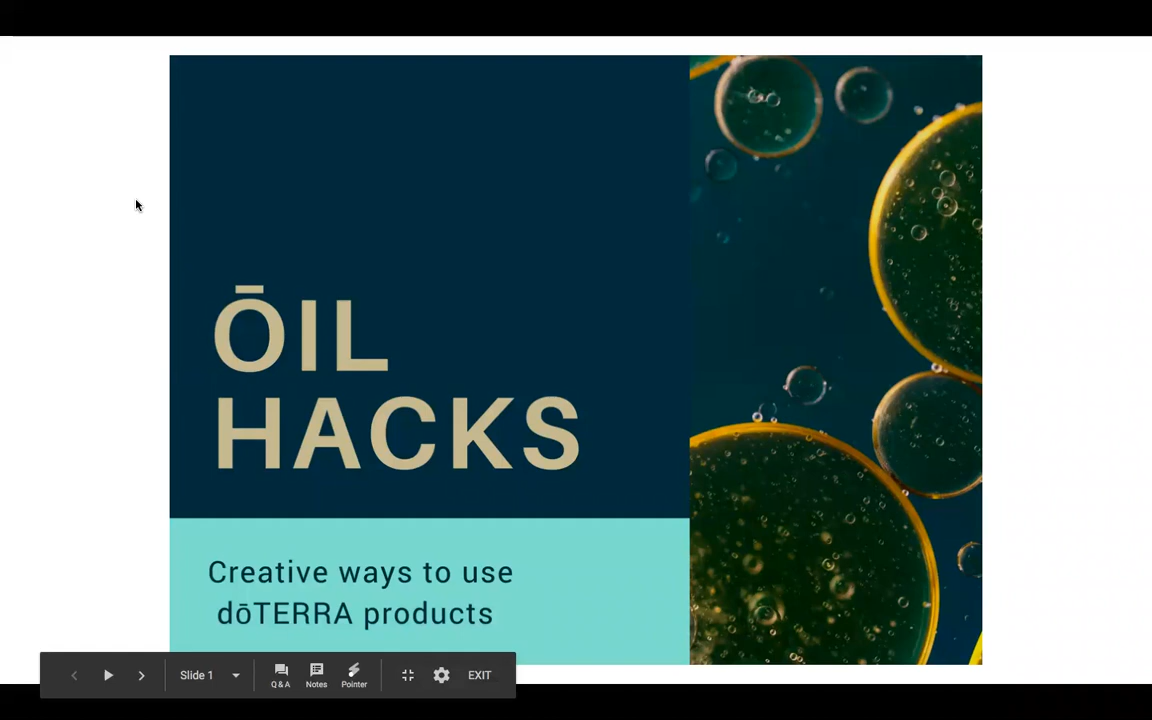 ŌIL
HACKS
Creative ways to use
dōTERRA products
Slide 1
Q & A
Notes
Pointer
EXIT